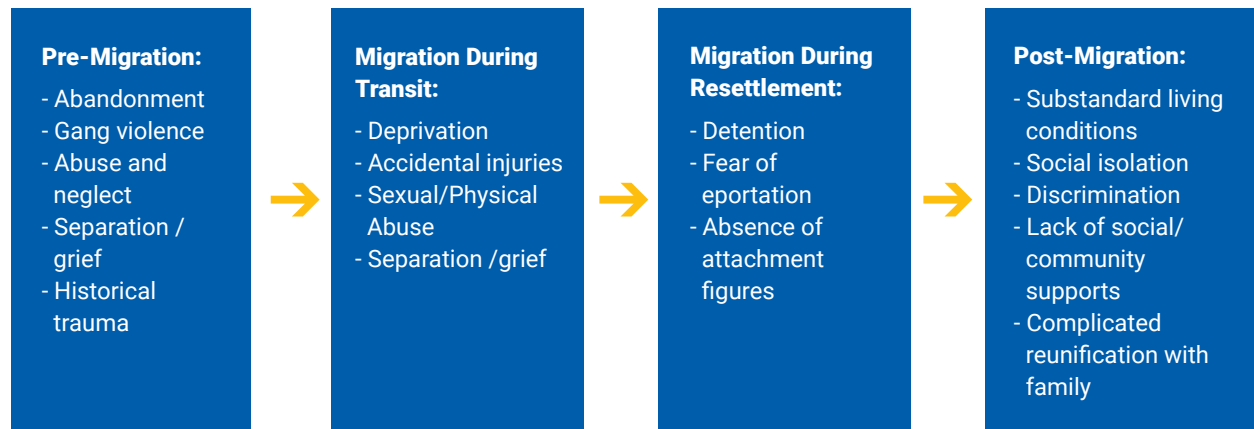 Pre-Migration:
- Abandonment
- Gang violence
- Abuse and
neglect
- Separation /
grief
- Historical
trauma
Migration During
Transit:
- Deprivation
- Accidental injuries
- Sexual/Physical
Abuse
- Separation /grief
Migration During
Resettlement:
- Detention
- Fear of
eportation
- Absence of
attachment
figures
Post-Migration:
- Substandard living
conditions
- Social isolation
- Discrimination
- Lack of social/
community
supports
- Complicated
reunification with
family